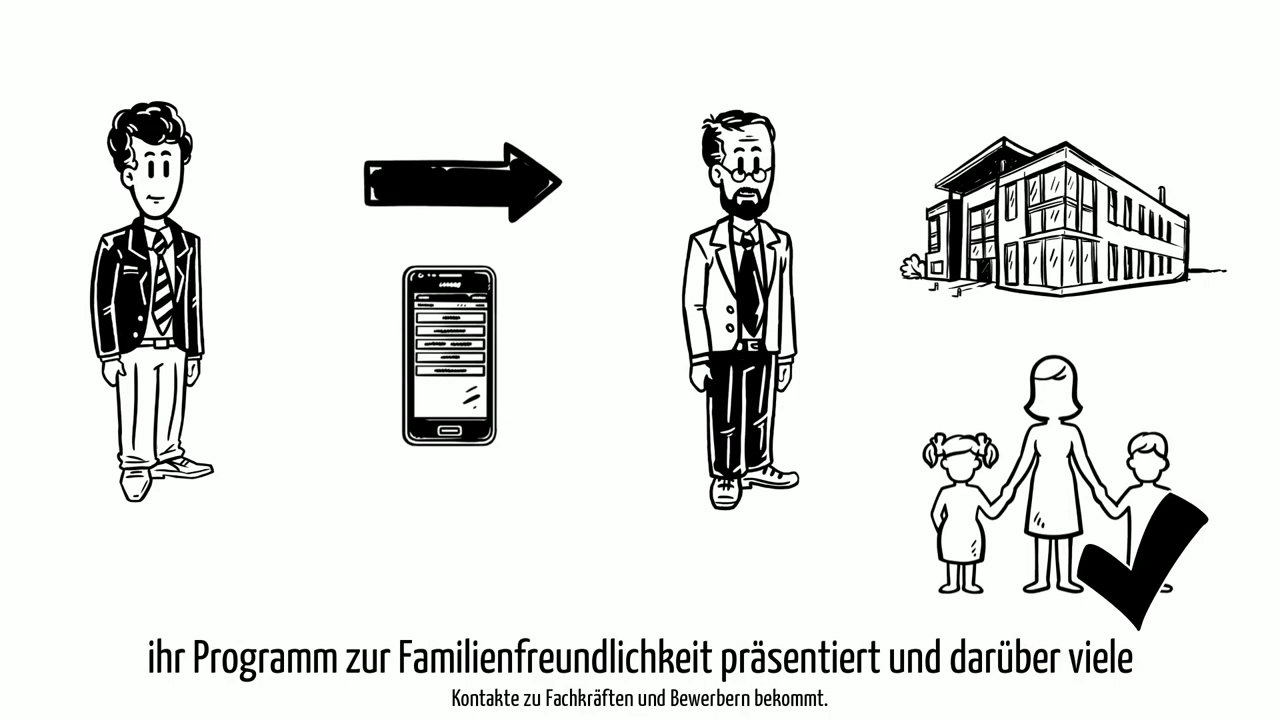 ihr Programm zur Familienfreundlichkeit präsentiert und darüber viele
Kontakte zu Fachkräften und Bewerbern bekommt.